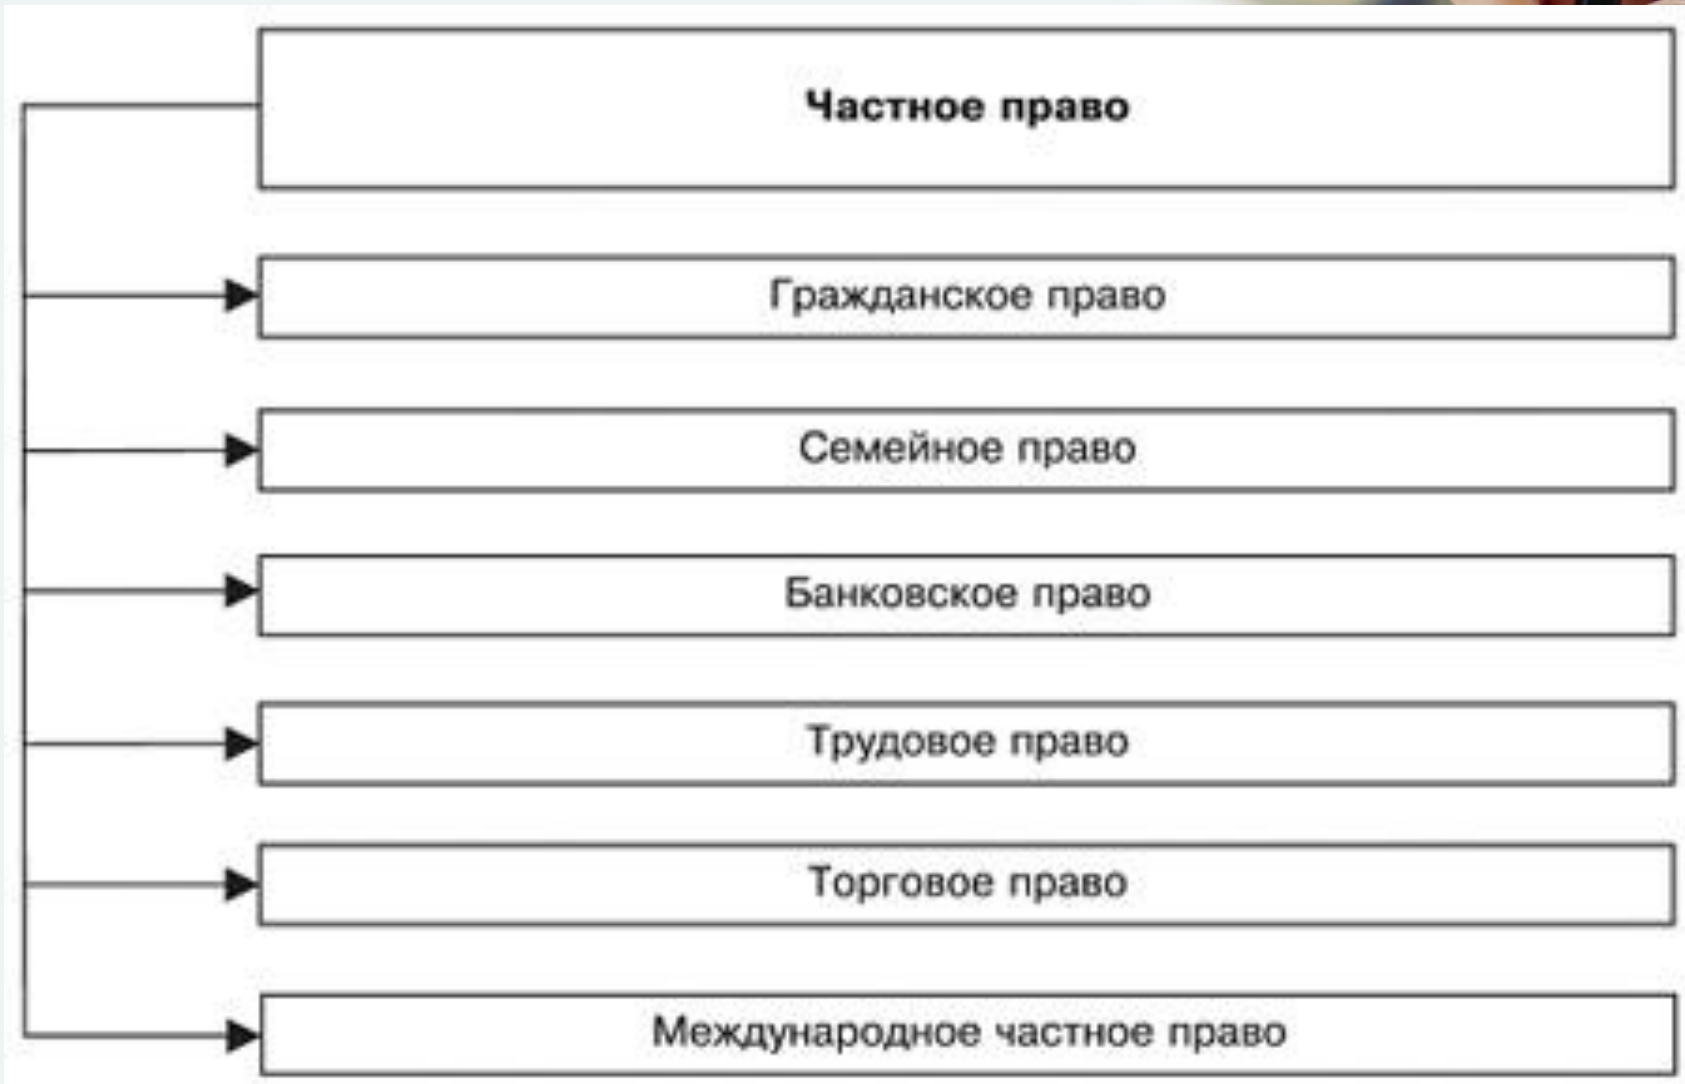 Частное право
Гражданское право
Семейное право
Банковское право
Трудовое право
Торговое право
Международное частное право